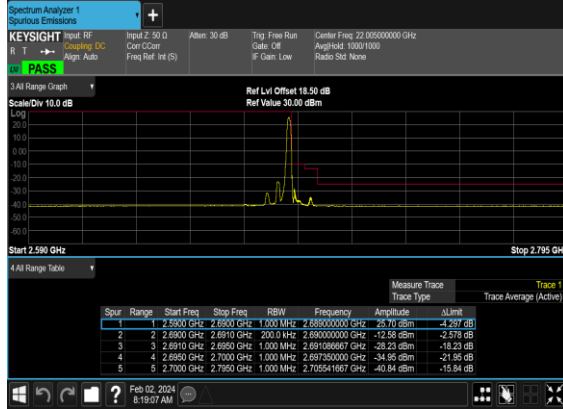 Spectrum Analyzer 1
Spurious Emissions
+
KEYSIGHT Input: RF Input Z: 50 Ω Atten: 30 dB Trig: Free Run Center Freq: 22.005000000 GHz
R T Coupling: DC Corr CCorr Gate: Off Avg|Hold: 1000/1000
Align: Auto Freq Ref: Int (S) IF Gain: Low Radio Std: None
PASS
3 All Range Graph
Ref Lvl Offset 18.50 dB
Scale/Div 10.0 dB Ref Value 30.00 dBm
Log
20.0
10.0
0.00
-10.0
-20.0
-30.0
-40.0
-50.0
-60.0
Start 2.590 GHz Stop 2.795 GH
4 All Range Table
Measure Trace Trace 1
Trace Type Trace Average (Active)
Spur Range Start Freq Stop Freq RBW Frequency Amplitude ΔLimit
1 1 2.5900 GHz 2.6900 GHz 1.000 MHz 2.689000000 GHz 25.70 dBm -4.297 dB
2 2 2.6900 GHz 2.6910 GHz 200.0 kHz 2.690000000 GHz -12.58 dBm -2.578 dB
3 3 2.6910 GHz 2.6950 GHz 1.000 MHz 2.691086667 GHz -28.23 dBm -18.23 dB
4 4 2.6950 GHz 2.7000 GHz 1.000 MHz 2.697350000 GHz -34.95 dBm -21.95 dB
5 5 2.7000 GHz 2.7950 GHz 1.000 MHz 2.705541667 GHz -40.84 dBm -15.84 dB
? Feb 02, 2024
8:19:07 AM